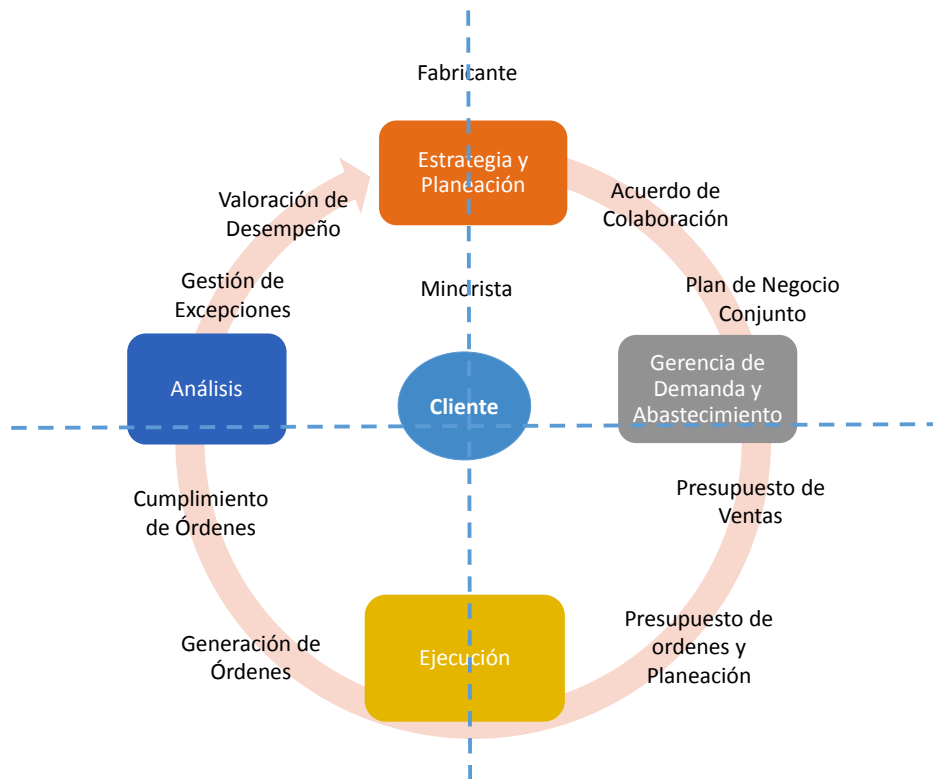 Fabricante
Estrategia y
Planeación
Acuerdo de
Colaboración
Valoración de
Desempeño
Gestión de
Excepciones
Minorista
Plan de Negocio
Conjunto
Análisis
Cliente
Gerencia de
Demanda y
Abastecimiento
Cumplimiento
de Órdenes
Presupuesto de
Ventas
Generación de
Órdenes
Ejecución
Presupuesto de
ordenes y
Planeación